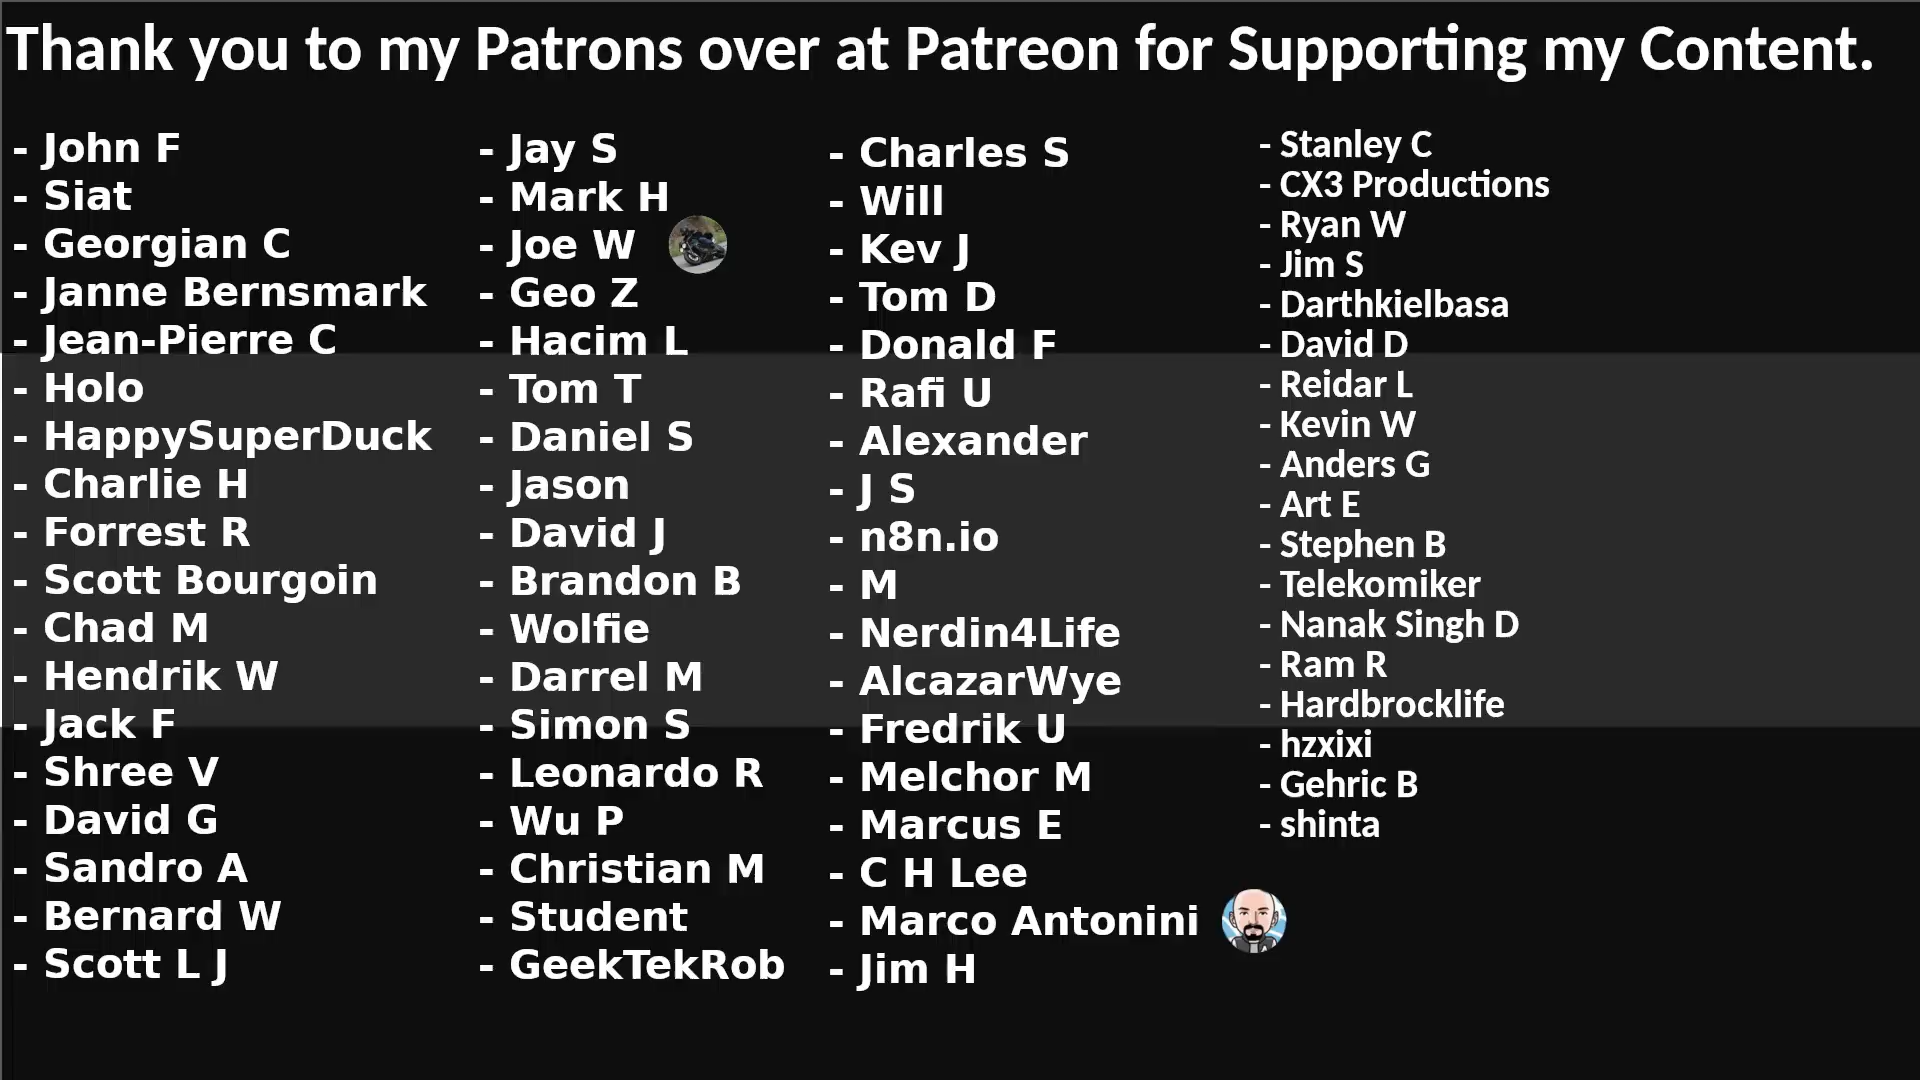 Thank you to my Patrons over at Patreon for Supporting my Content.
- John F
- Siat
- Georgian C
- Janne Bernsmark
- Jean-Pierre C
- Holo
- HappySuperDuck
- Charlie H
- Forrest R
- Scott Bourgoin
- Chad M
- Hendrik W
- Jack F
- Shree V
- David G
- Sandro A
- Bernard W
- Scott L J
- Jay S
- Mark H
- Joe W
- Geo Z
- Hacim L
- Tom T
- Daniel S
- Jason
- David J
- Brandon B
- Wolfie
- Darrel M
- Simon S
- Leonardo R
- Wu P
- Christian M
- Student
- GeekTekRob
- Charles S
- Will
- Kev J
- Tom D
- Donald F
- Rafi U
- Alexander
- J S
- n8n.io
- M
- Nerdin4Life
- AlcazarWye
- Fredrik U
- Melchor M
- Marcus E
- C H Lee
- Marco Antonini
- Jim H
- Stanley C
- CX3 Productions
- Ryan W
- Jim S
- Darthkielbasa
- David D
- Reidar L
- Kevin W
- Anders G
- Art E
- Stephen B
- Telekomiker
- Nanak Singh D
- Ram R
- Hardbrocklife
- hzxixi
- Gehric B
- shinta